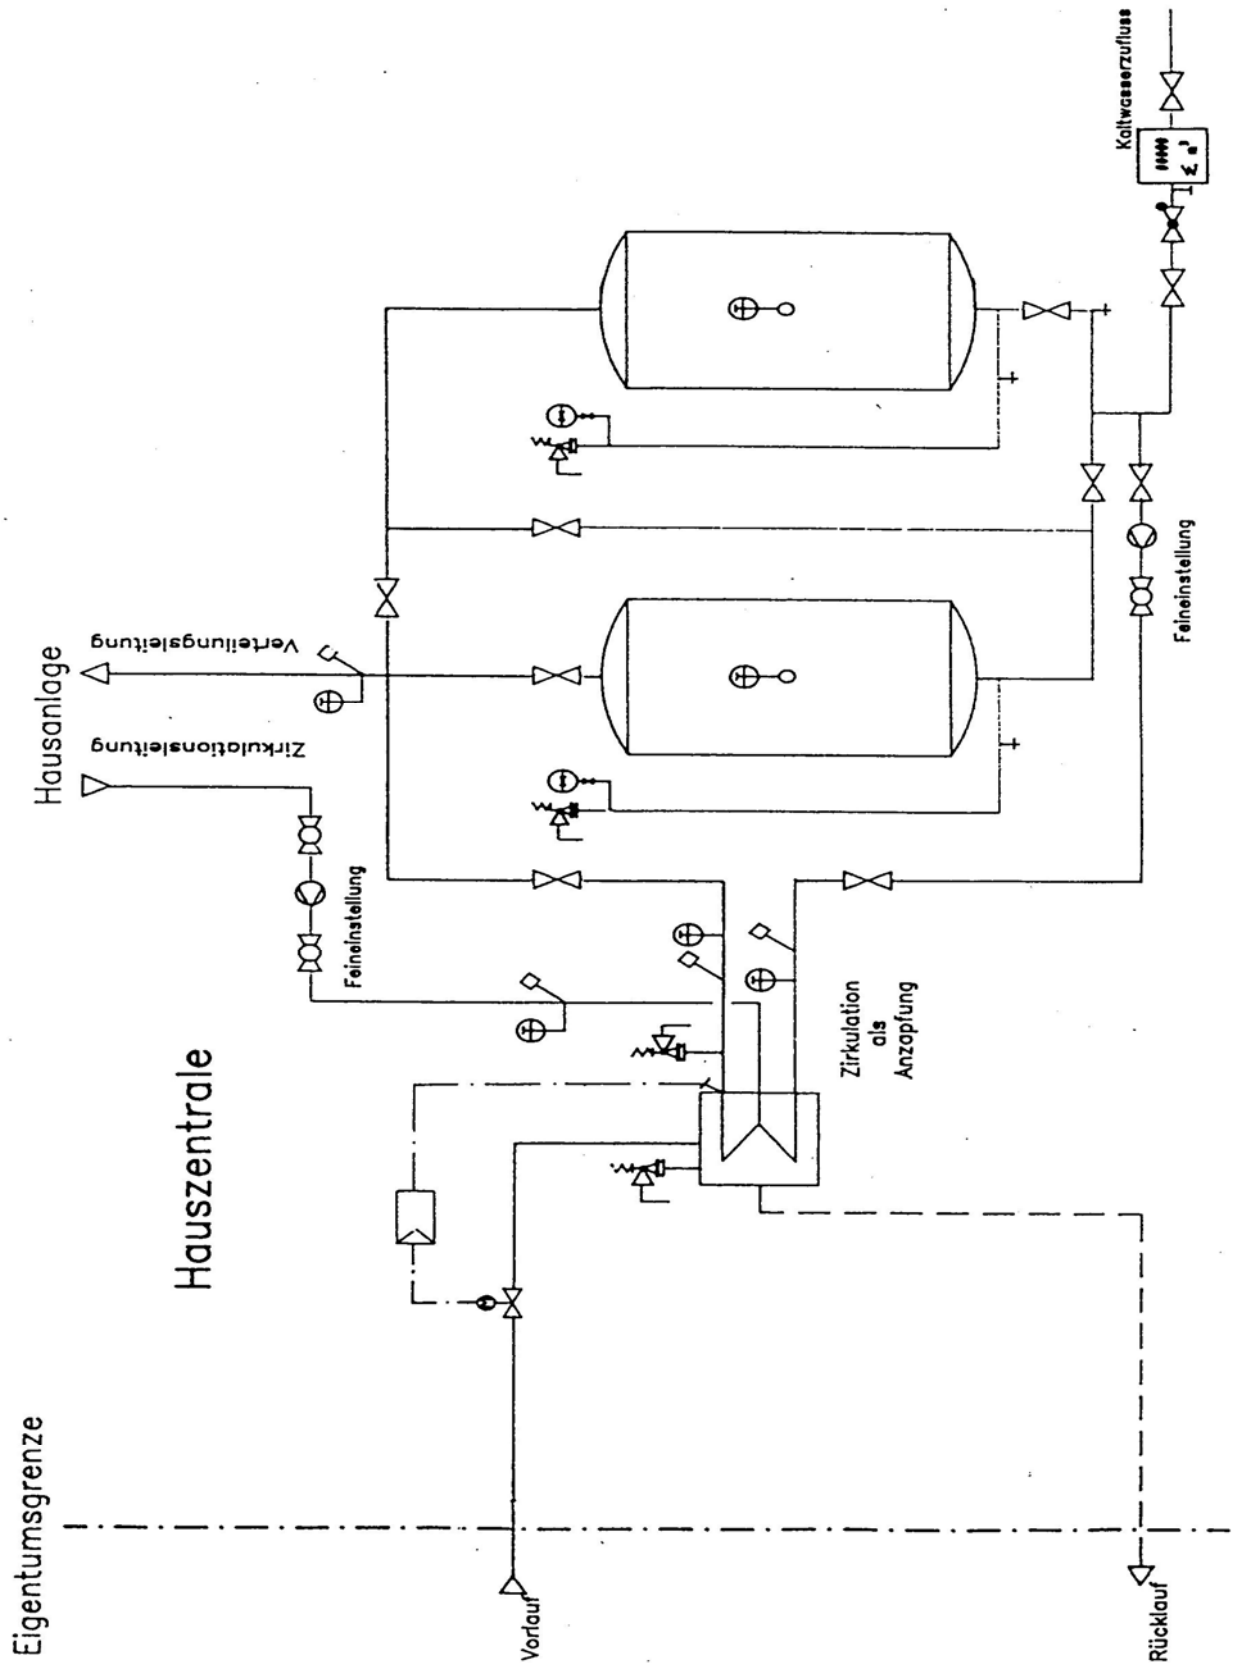 Eigentumsgrenze
Hauszentrale
Hausanlage
Zirkulationsleitung
Verteilungsleitung
Feineinstellung
Zirkulation
als
Anzapfung
Feineinstellung
Kaltwasserzufluss
Vorlauf
Rücklauf